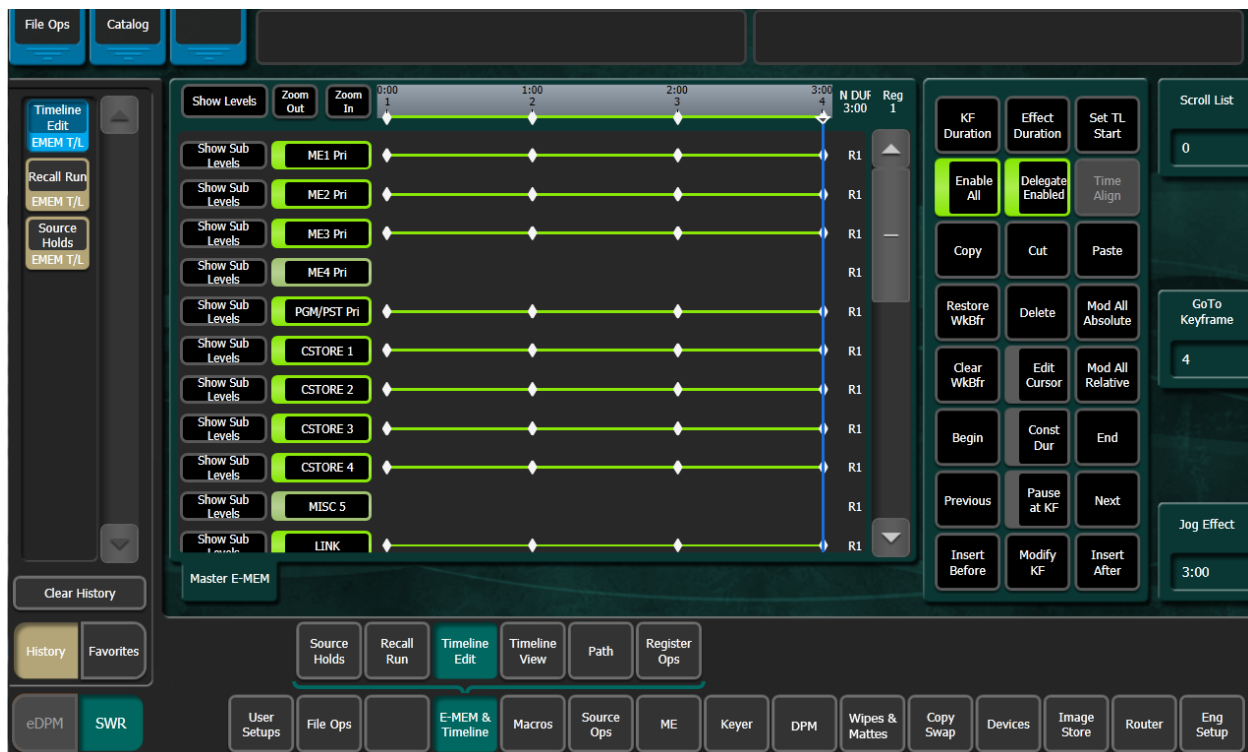 File Ops
Catalog
Timeline
Edit
EMEM T/L
Recall Run
EMEM T/L
Source
Holds
EMEM T/L
Clear History
History
Favorites
eDPM
SWR
Show Levels
Zoom
Out
Zoom
In
0:00
1
1:00
2
2:00
3
3:00
4
N DUR
3:00
Reg
1
Show Sub
Levels
ME1 Pri
R1
Show Sub
Levels
ME2 Pri
R1
Show Sub
Levels
ME3 Pri
R1
Show Sub
Levels
ME4 Pri
R1
Show Sub
Levels
PGM/PST Pri
R1
Show Sub
Levels
CSTORE 1
R1
Show Sub
Levels
CSTORE 2
R1
Show Sub
Levels
CSTORE 3
R1
Show Sub
Levels
CSTORE 4
R1
Show Sub
Levels
MISC 5
R1
Show Sub
Levels
LINK
R1
Master E-MEM
KF
Duration
Effect
Duration
Set TL
Start
Enable
All
Delegate
Enabled
Time
Align
Copy
Cut
Paste
Restore
WkBfr
Delete
Mod All
Absolute
Clear
WkBfr
Edit
Cursor
Mod All
Relative
Begin
Const
Dur
End
Previous
Pause
at KF
Next
Insert
Before
Modify
KF
Insert
After
Scroll List
0
GoTo
Keyframe
4
Jog Effect
3:00
Source
Holds
Recall
Run
Timeline
Edit
Timeline
View
Path
Register
Ops
User
Setups
File Ops
E-MEM &
Timeline
Macros
Source
Ops
ME
Keyer
DPM
Wipes &
Mattes
Copy
Swap
Devices
Image
Store
Router
Eng
Setup